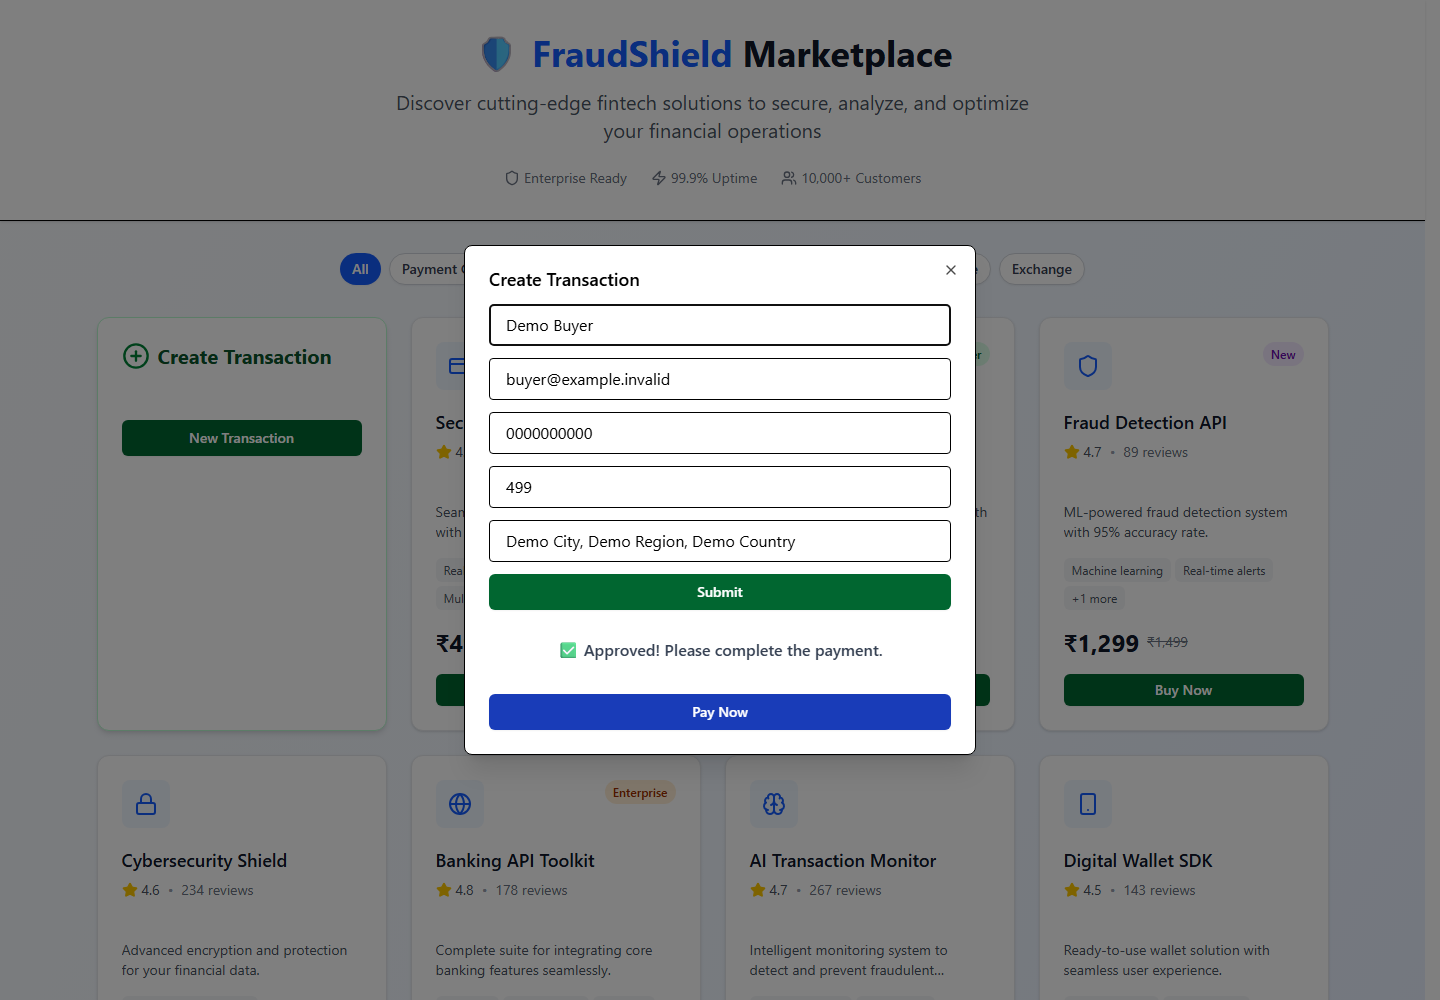 FraudShield Marketplace
Discover cutting-edge fintech solutions to secure, analyze, and optimize
your financial operations
Enterprise Ready
99.9% Uptime
10,000+ Customers
All
Payment
Exchange
Create Transaction
New Transaction
Create Transaction
Demo Buyer
buyer@example.invalid
0000000000
499
Demo City, Demo Region, Demo Country
Submit
✅ Approved! Please complete the payment.
Pay Now
New
Fraud Detection API
4.7 • 89 reviews
ML-powered fraud detection system
with 95% accuracy rate.
Machine learning
Real-time alerts
+1 more
₹1,299 ₹1,499
Buy Now
Cybersecurity Shield
4.6 • 234 reviews
Advanced encryption and protection
for your financial data.
Enterprise
Banking API Toolkit
4.8 • 178 reviews
Complete suite for integrating core
banking features seamlessly.
AI Transaction Monitor
4.7 • 267 reviews
Intelligent monitoring system to
detect and prevent fraudulent...
Digital Wallet SDK
4.5 • 143 reviews
Ready-to-use wallet solution with
seamless user experience.